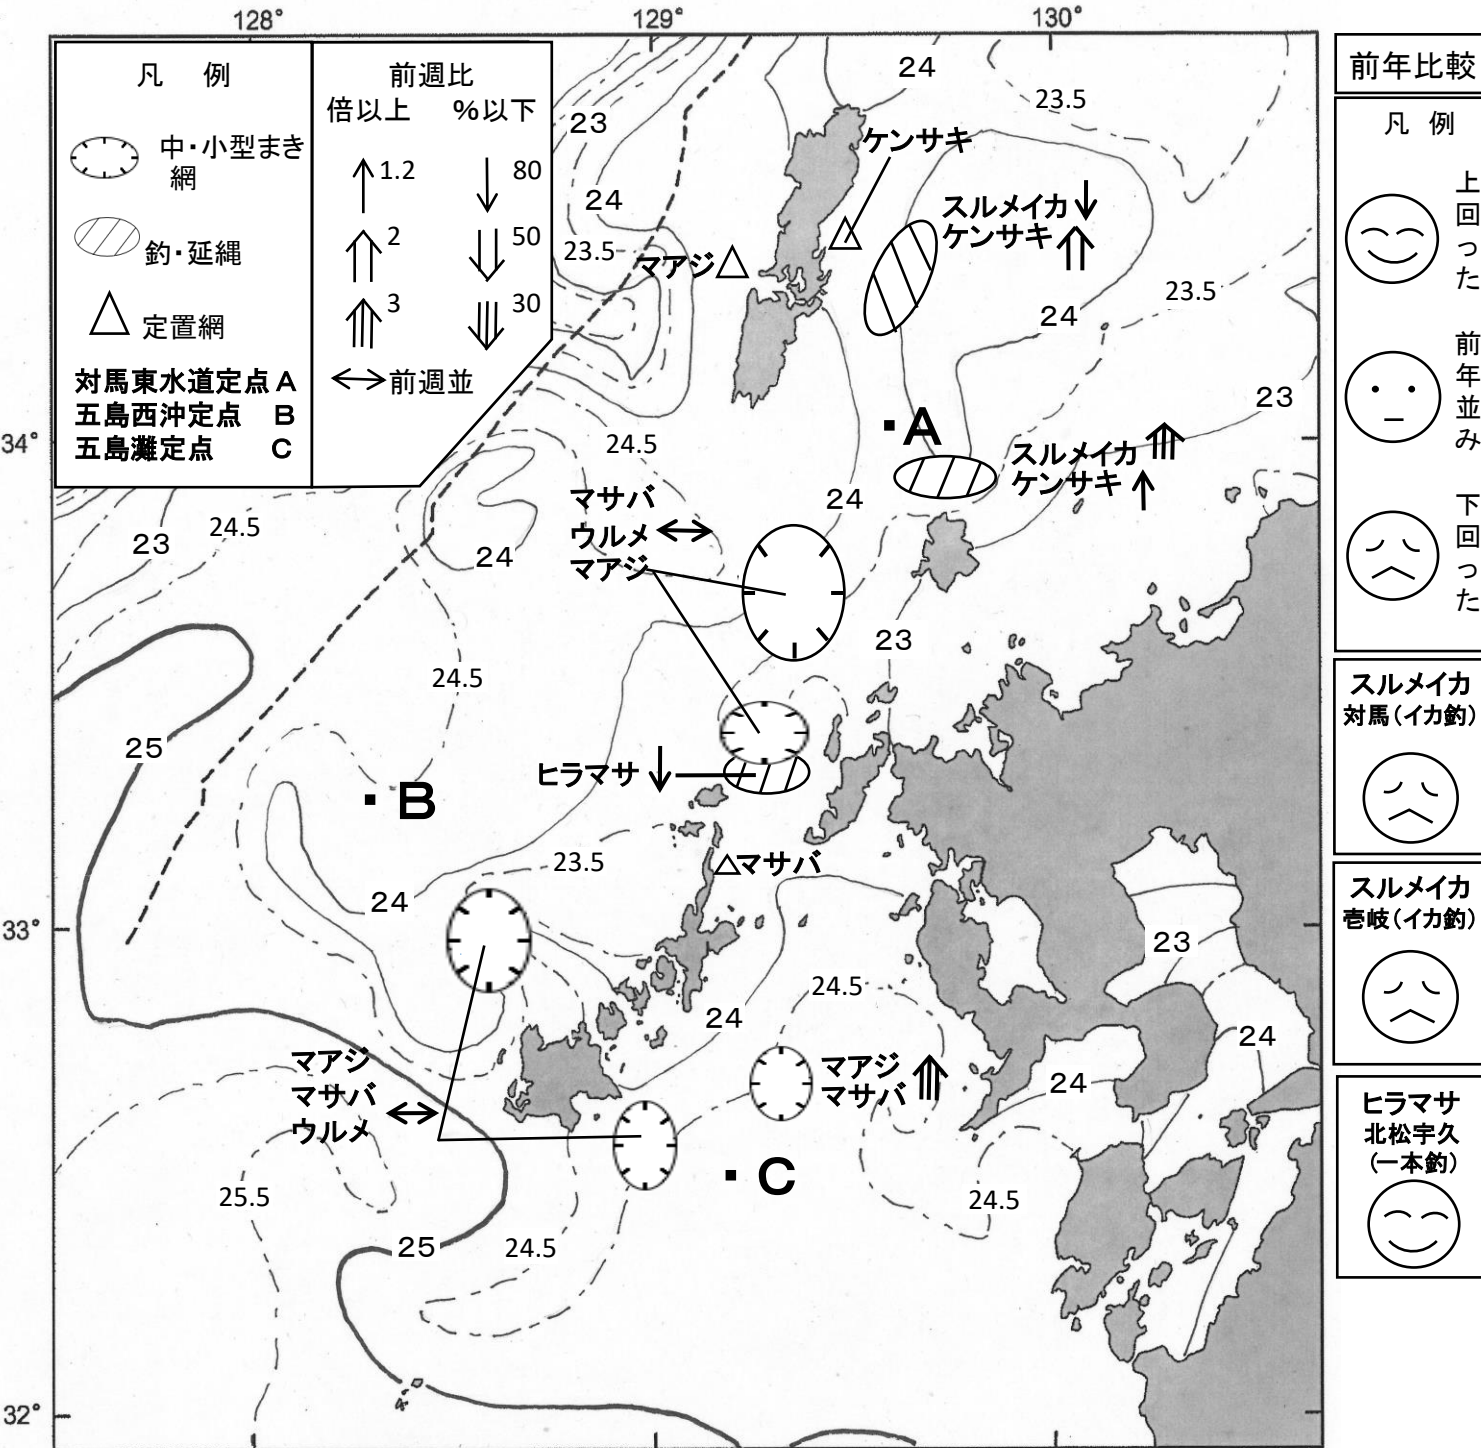 128°
129°
130°
凡 例
中・小型まき
網
釣・延縄
定置網
対馬東水道定点 A
五島西沖定点 B
五島灘定点 C
前週比
倍以上 %以下
1.2 80
2 50
3 30
前週並
24
23.5
23
ケンサキ
24
スルメイカ
ケンサキ
23.5
マアジ
23.5
24
23
34°
A
24.5
スルメイカ
ケンサキ
マサバ
ウルメ
マアジ
24
24.5
23
24
23
24.5
25
B
ヒラマサ
23.5
マサバ
24
33°
23
24.5
24
24
マアジ
マサバ
ウルメ
マアジ
マサバ
24
C
25.5
24.5
25
24.5
32°
前年比較
凡 例
上回った
前年並み
下回った
スルメイカ
対馬(イカ釣)
スルメイカ
壱岐(イカ釣)
ヒラマサ
北松宇久
(一本釣)